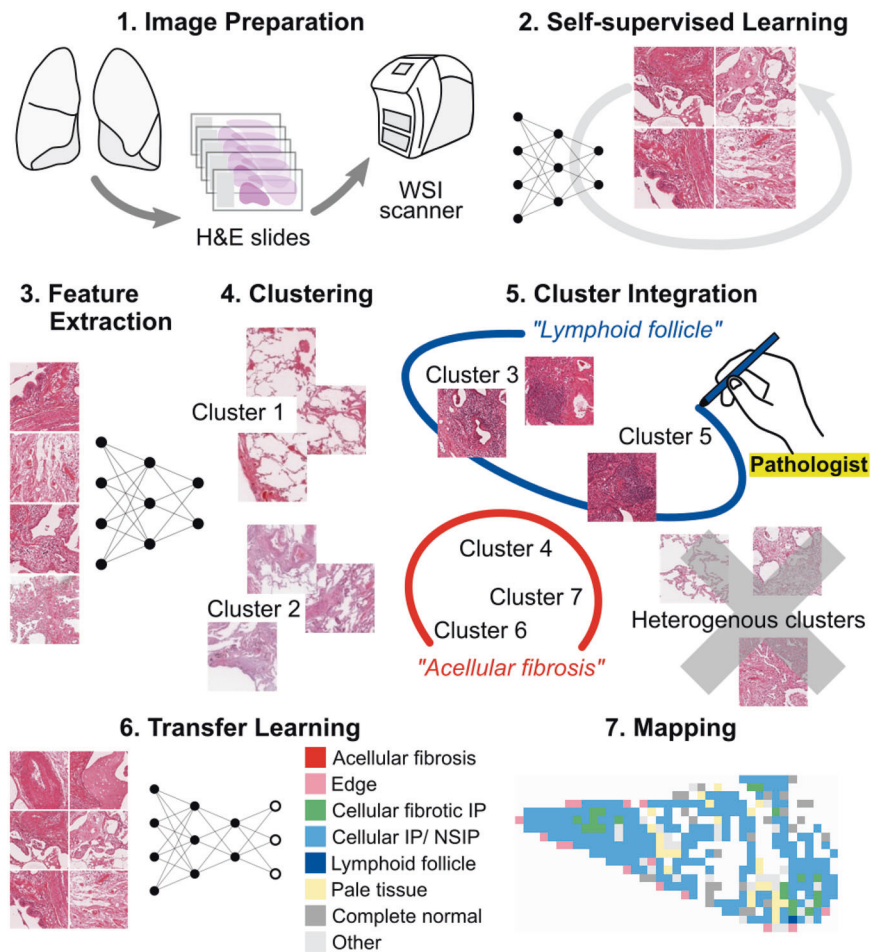 1. Image Preparation
H&E slides
WSI
scanner
2. Self-supervised Learning
3. Feature
Extraction
4. Clustering
Cluster 1
Cluster 2
5. Cluster Integration
"Lymphoid follicle"
Cluster 3
Cluster 5
Pathologist
Cluster 4
Cluster 7
Cluster 6
"Acellular fibrosis"
Heterogenous clusters
6. Transfer Learning
Acellular fibrosis
Edge
Cellular fibrotic IP
Cellular IP/ NSIP
Lymphoid follicle
Pale tissue
Complete normal
Other
7. Mapping